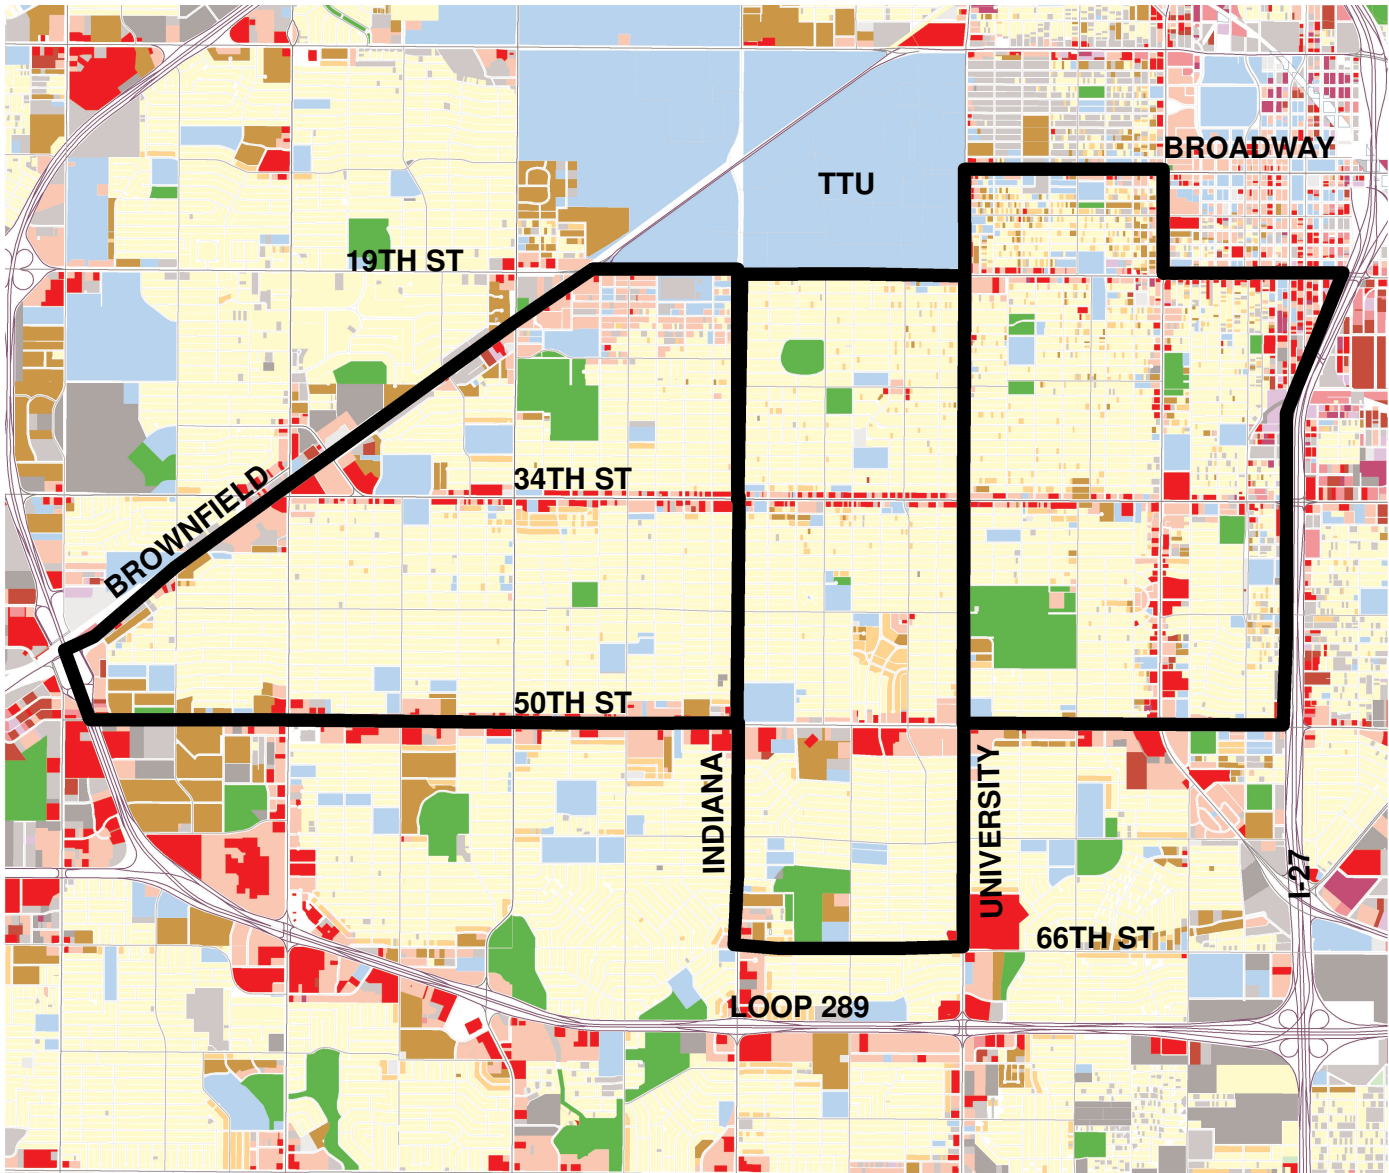 BROADWAY
TTU
19TH ST
34TH ST
BROWNFIELD
50TH ST
INDIANA
UNIVERSITY
I-27
66TH ST
LOOP 289